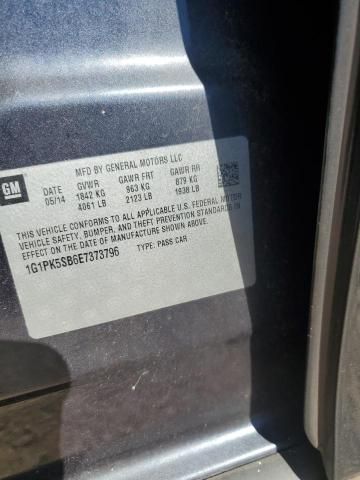 GM
MFD BY GENERAL MOTORS LLC
05/14 GVWR GAWR FRT GAWR RR
1842 KG 963 KG 879 KG
4061 LB 2123 LB 1938 LB
THIS VEHICLE CONFORMS TO ALL APPLICABLE U.S. FEDERAL MOTOR
VEHICLE SAFETY, BUMPER, AND THEFT PREVENTION STANDARDS IN
EFFECT ON THE DATE OF MANUFACTURE SHOWN ABOVE.
1G1PK5SB6E7373796 TYPE: PASS CAR